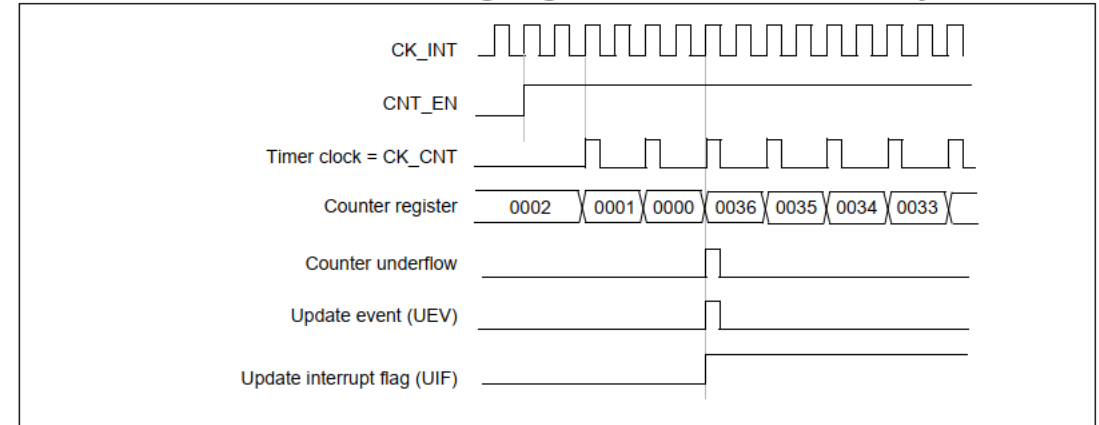 CK_INT
CNT_EN
Timer clock = CK_CNT
Counter register 0002 0001 0000 0036 0035 0034 0033
Counter underflow
Update event (UEV)
Update interrupt flag (UIF)